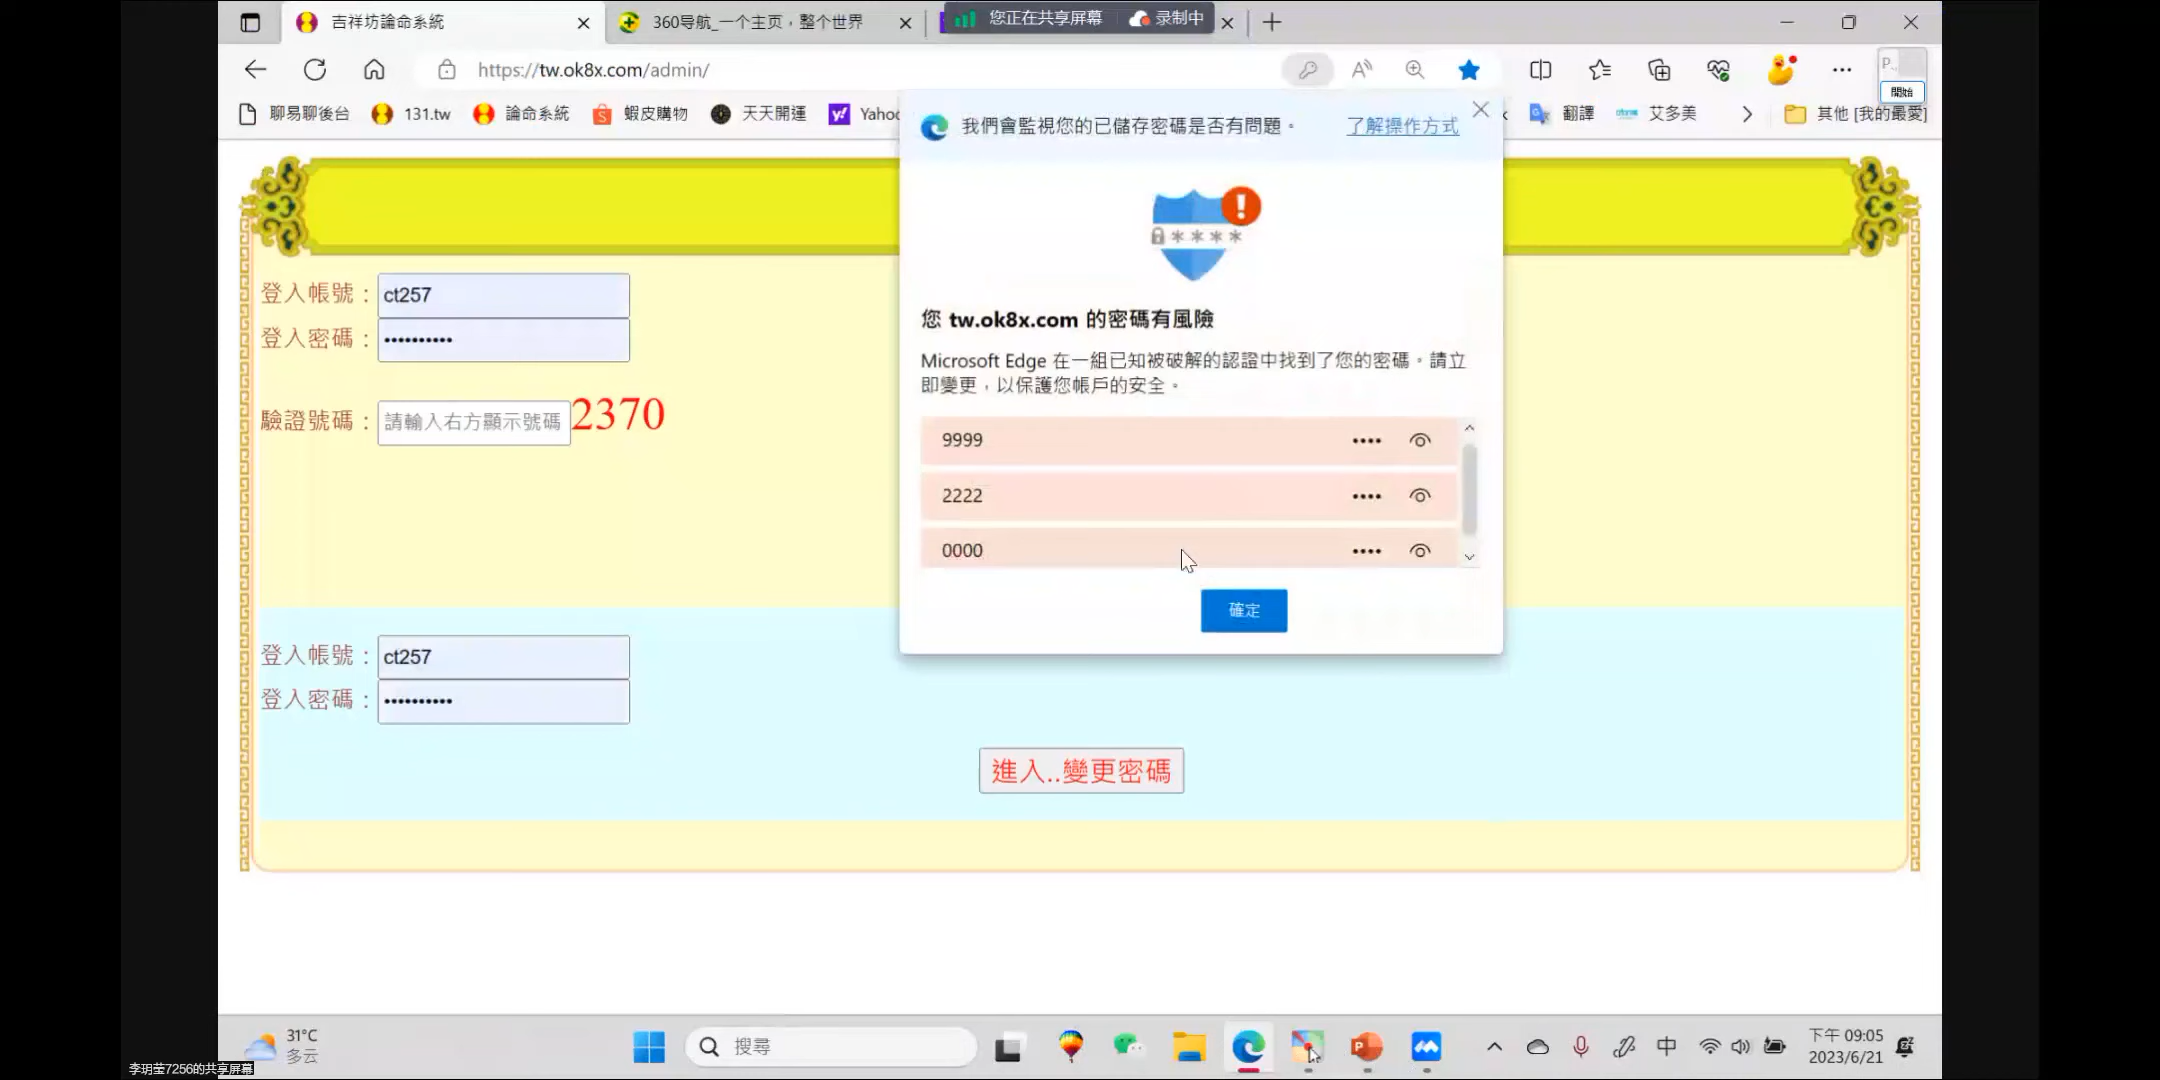 吉祥坊論命系統
360导航_一个主页，整个世界
您正在共享屏幕
录制中
https://tw.ok8x.com/admin/
開始
聊易聊後台
131.tw
論命系統
蝦皮購物
天天開運
翻譯
艾多美
其他 [我的最愛]
我們會監視您的已儲存密碼是否有問題。
了解操作方式
您 tw.ok8x.com 的密碼有風險
Microsoft Edge 在一組已知被破解的認證中找到了您的密碼。請立
即變更，以保護您帳戶的安全。
9999 ••••
2222 ••••
0000 ••••
確定
登入帳號：ct257
登入密碼：••••••••••
驗證號碼：請輸入右方顯示號碼 2370
登入帳號：ct257
登入密碼：••••••••••
進入..變更密碼
31°C
多云
搜尋
中
下午 09:05
2023/6/21
李玥莹7256的共享屏幕